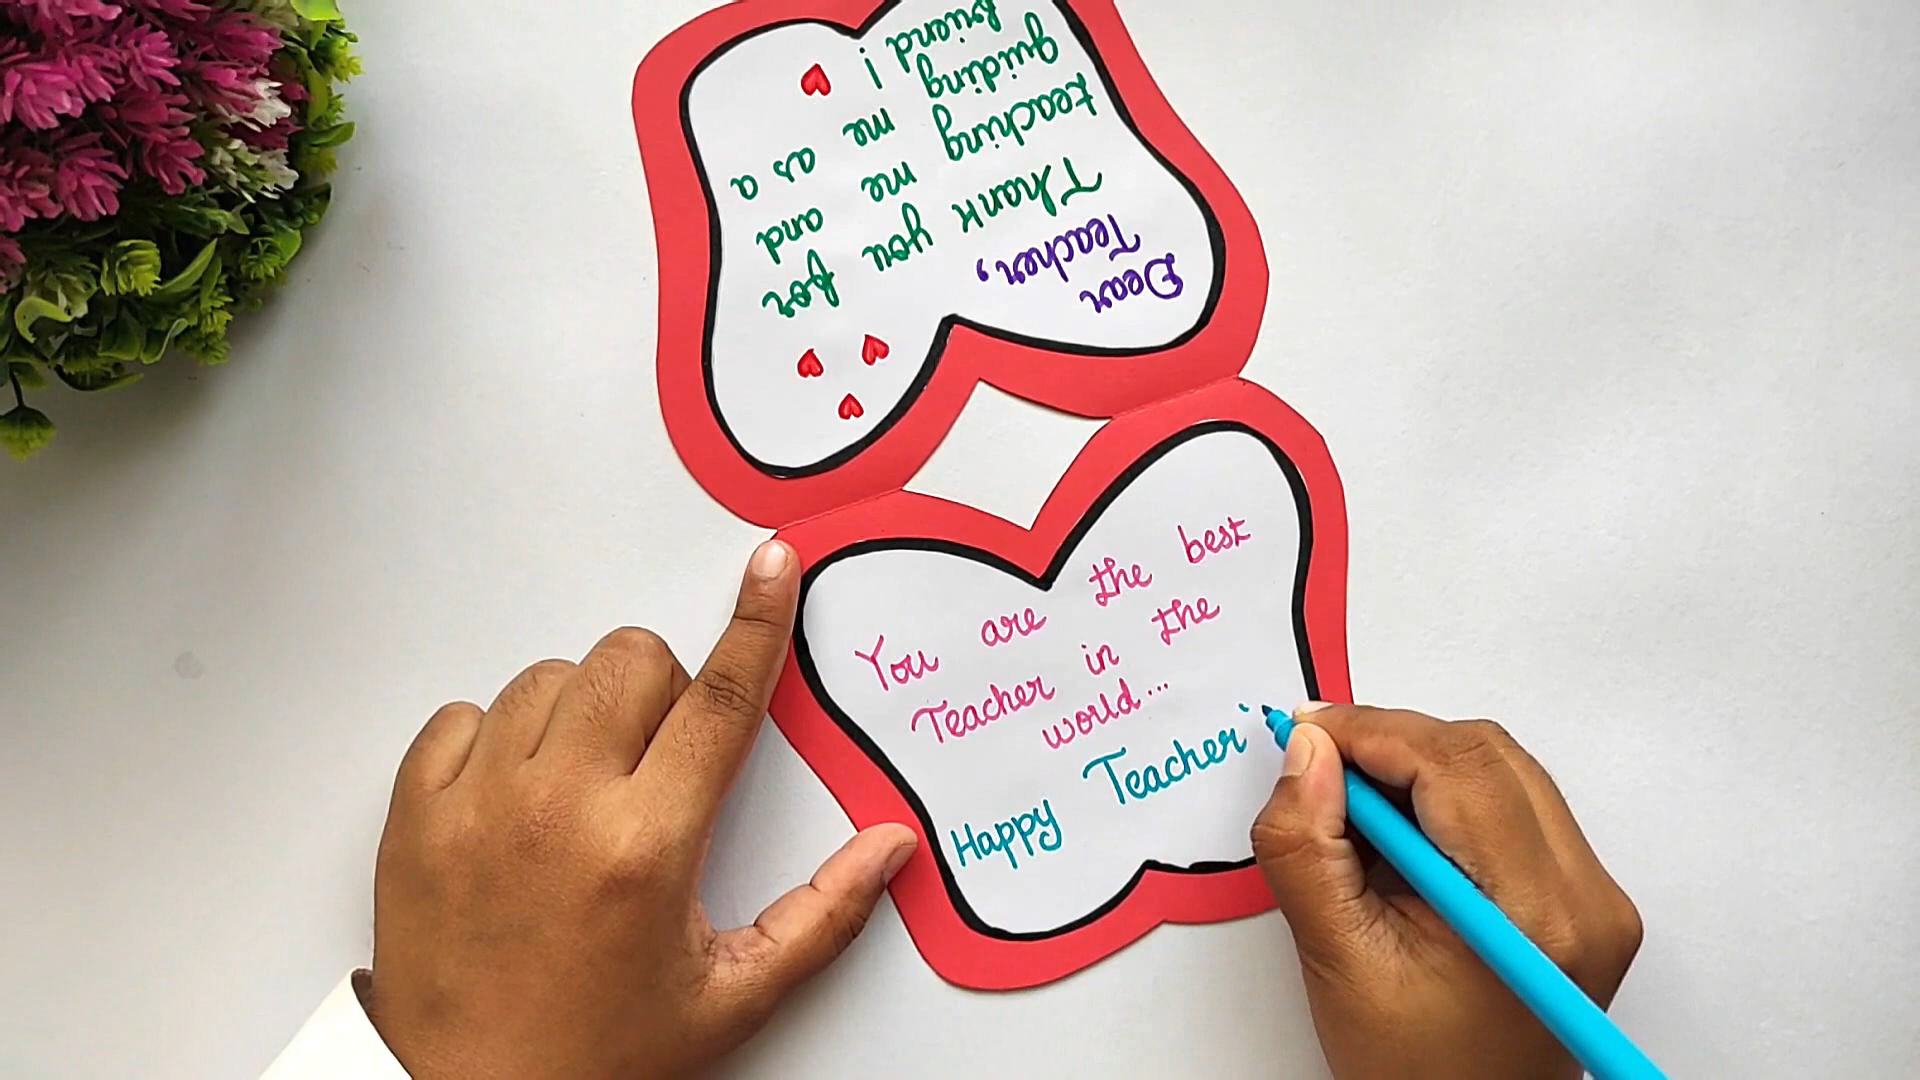 Dear
Teacher,
Thank you for
teaching me and
guiding me as a
friend !
You are the best
Teacher in the
world...
Happy Teacher'